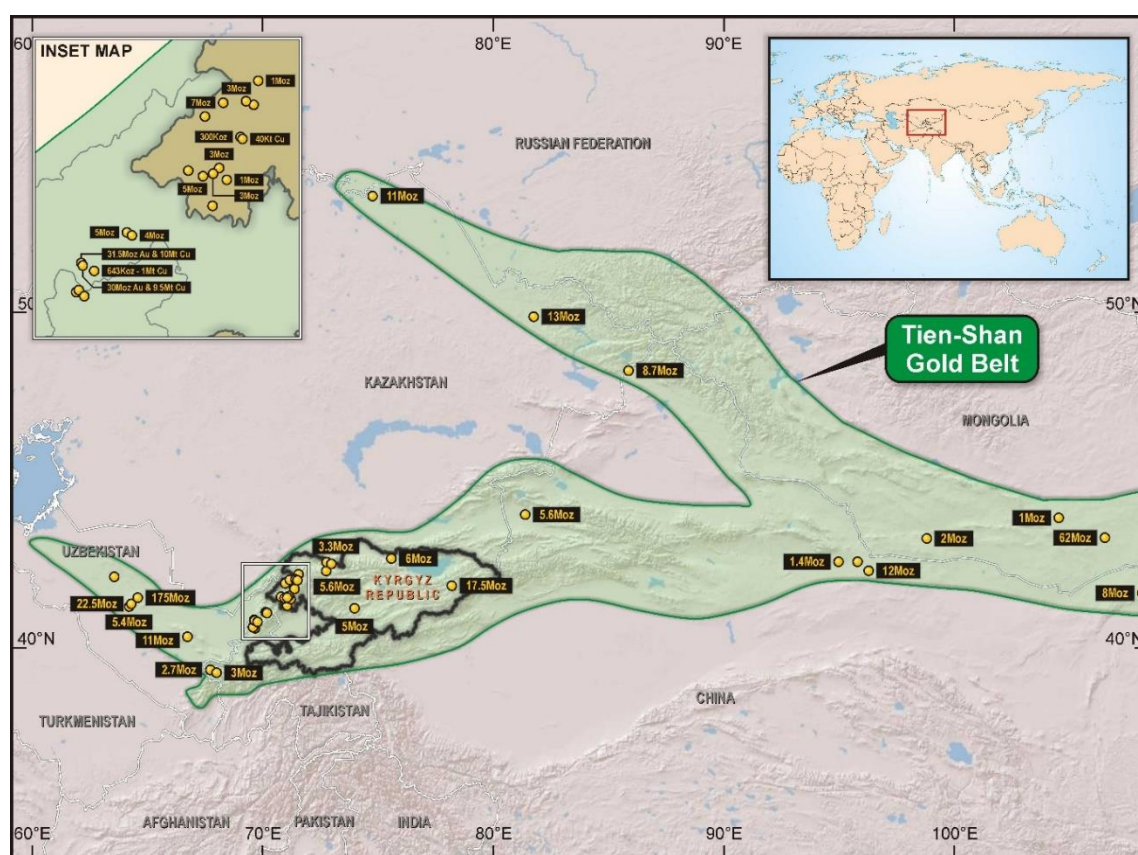 60°
80°E
90°E
100°E
INSET MAP
1Moz
3Moz
7Moz
300Koz
40Kt Cu
3Moz
5Moz
1Moz
3Moz
5Moz
4Moz
31.5Moz Au & 10Mt Cu
643Koz - 1Mt Cu
30Moz Au & 9.5Mt Cu
RUSSIAN FEDERATION
11Moz
50
50°N
13Moz
Tien-Shan
Gold Belt
8.7Moz
KAZAKHSTAN
MONGOLIA
5.6Moz
1Moz
2Moz
62Moz
UZBEKISTAN
3.3Moz
6Moz
1.4Moz
12Moz
KYRGYZ
REPUBLIC
5.6Moz
17.5Moz
175Moz
22.5Moz
5.4Moz
8Moz
5Moz
11Moz
40°N
40°N
2.7Moz
3Moz
CHINA
TURKMENISTAN
TAJIKISTAN
AFGHANISTAN
PAKISTAN
INDIA
60°E
70°E
80°E
90°E
100°E